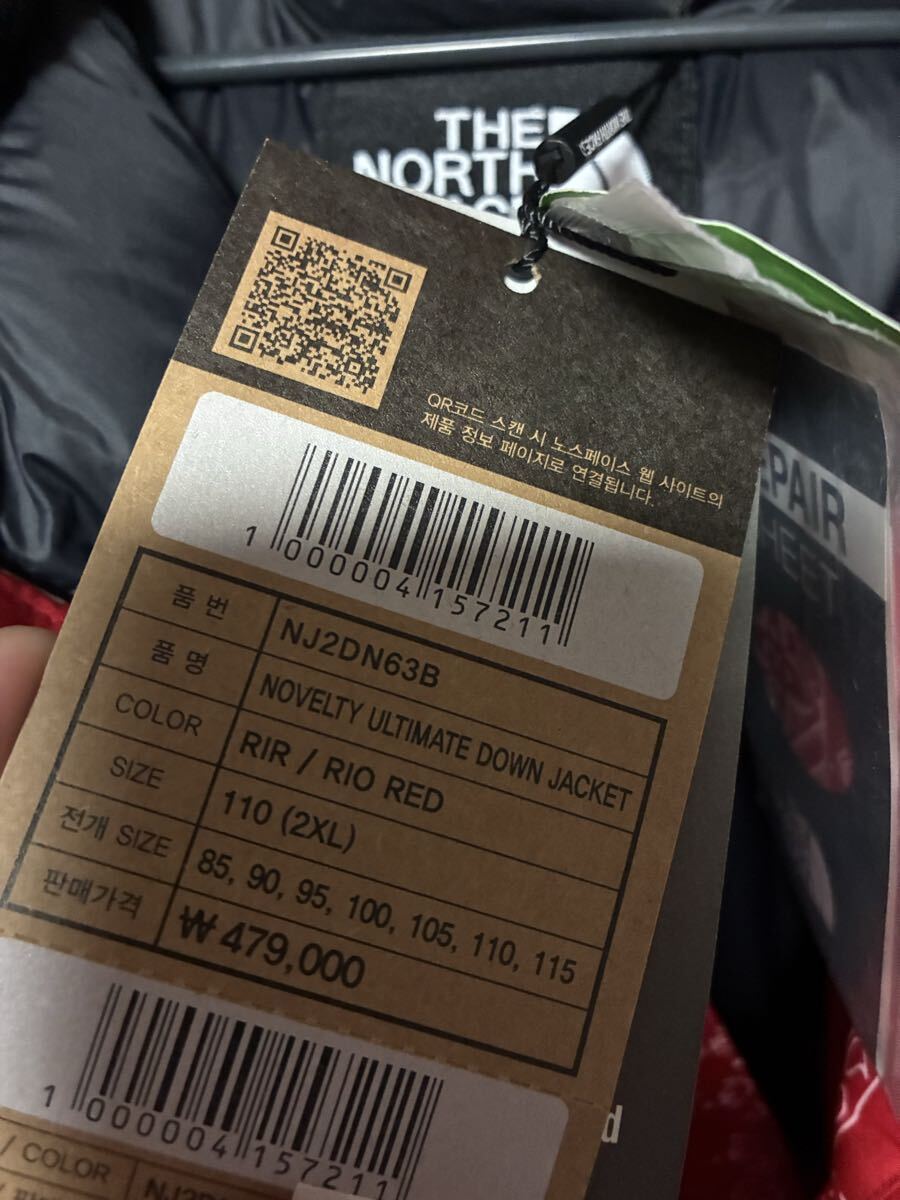 THE
NORTH
THE NORTH FACE
QR코드 스캔 시 노스페이스 웹 사이트의
제품 정보 페이지로 연결됩니다.
EPAIR
HEET
1 000004 157211
품 번 NJ2DN63B
품 명 NOVELTY ULTIMATE DOWN JACKET
COLOR RIR / RIO RED
SIZE 110 (2XL)
전개 SIZE 85, 90, 95, 100, 105, 110, 115
판매가격 ₩ 479,000
1 000004 157211
d
/ COLOR